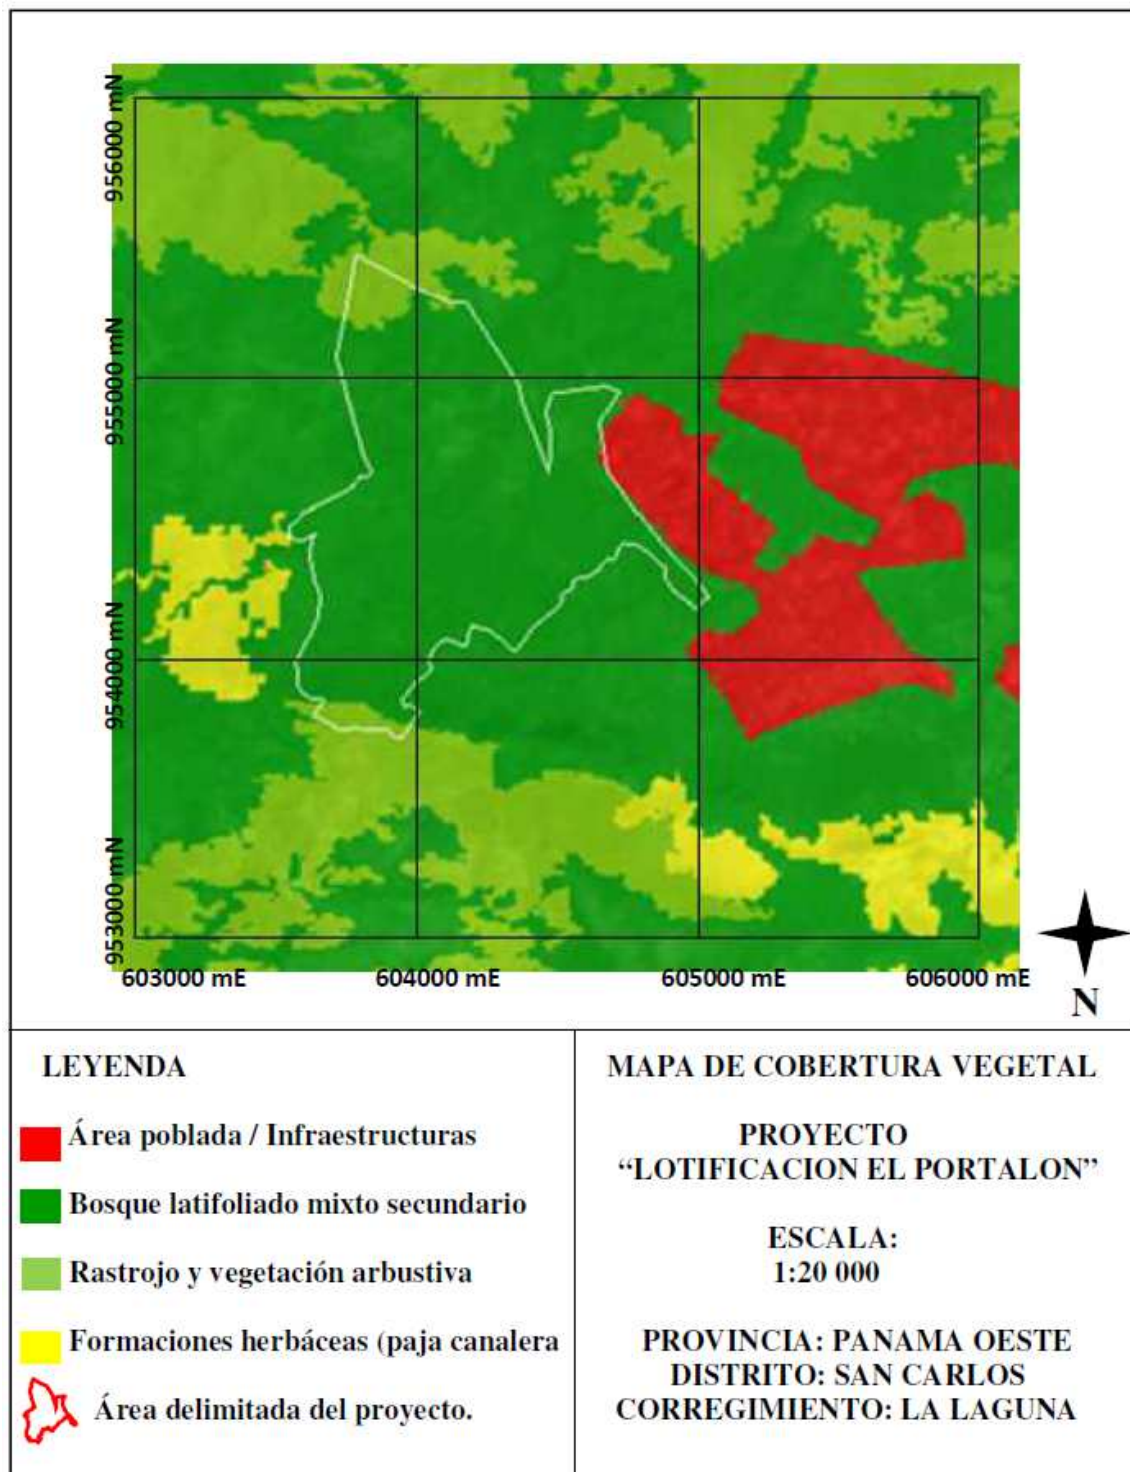 956000 mN
955000 mN
954000 mN
953000 mN
603000 mE
604000 mE
605000 mE
606000 mE
N
LEYENDA
Área poblada / Infraestructuras
Bosque latifoliado mixto secundario
Rastrojo y vegetación arbustiva
Formaciones herbáceas (paja canalera
Área delimitada del proyecto.
MAPA DE COBERTURA VEGETAL
PROYECTO
“LOTIFICACION EL PORTALON”
ESCALA:
1:20 000
PROVINCIA: PANAMA OESTE
DISTRITO: SAN CARLOS
CORREGIMIENTO: LA LAGUNA